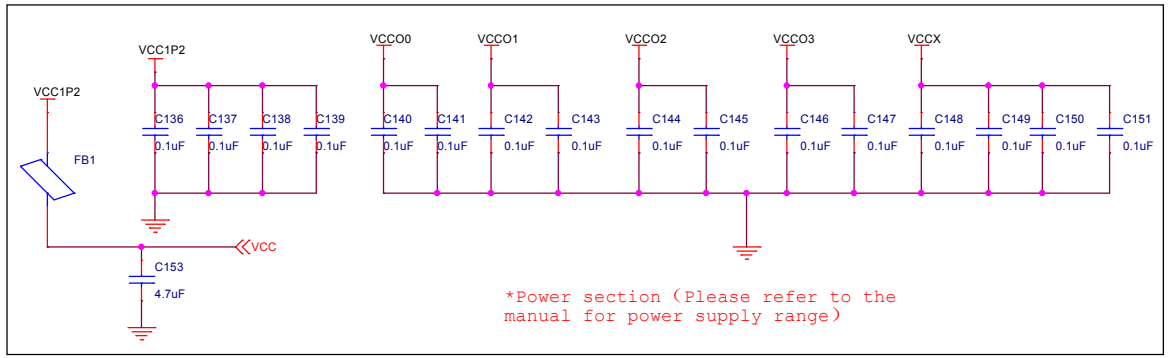 VCC1P2
VCC1P2
VCCO0
VCCO1
VCCO2
VCCO3
VCCX
FB1
C136
0.1uF
C137
0.1uF
C138
0.1uF
C139
0.1uF
C140
0.1uF
C141
0.1uF
C142
0.1uF
C143
0.1uF
C144
0.1uF
C145
0.1uF
C146
0.1uF
C147
0.1uF
C148
0.1uF
C149
0.1uF
C150
0.1uF
C151
0.1uF
VCC
C153
4.7uF
*Power section（Please refer to the
manual for power supply range）